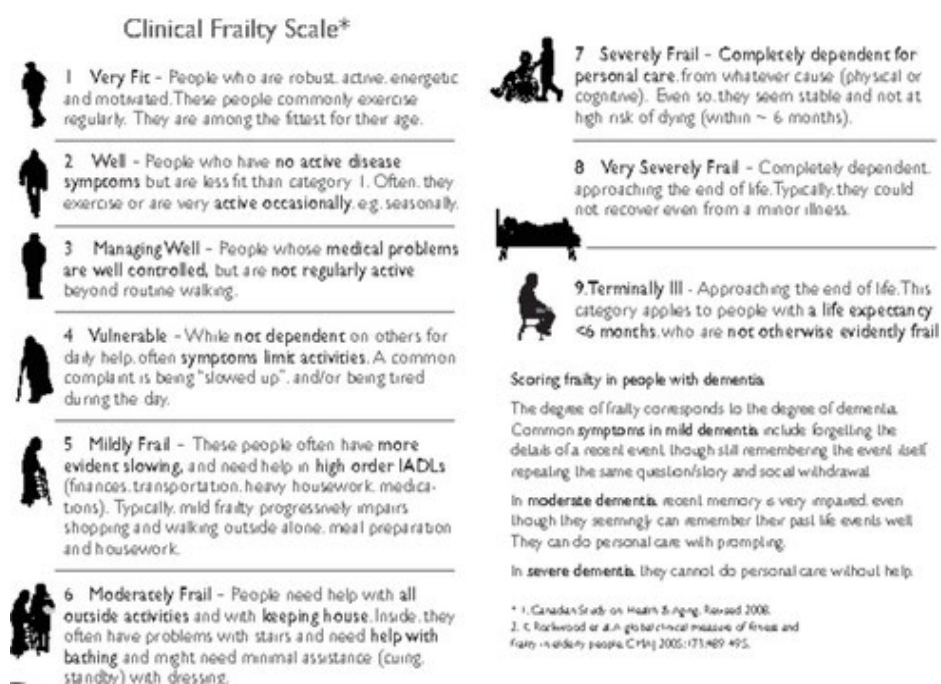 Clinical Frailty Scale*
1 Very Fit – People who are robust, active, energetic
and motivated. These people commonly exercise
regularly. They are among the fittest for their age.
2 Well – People who have no active disease
symptoms but are less fit than category 1. Often, they
exercise or are very active occasionally, e.g. seasonally.
3 Managing Well – People whose medical problems
are well controlled, but are not regularly active
beyond routine walking.
4 Vulnerable – While not dependent on others for
daily help, often symptoms limit activities. A common
complaint is being "slowed up", and/or being tired
during the day.
5 Mildly Frail – These people often have more
evident slowing, and need help in high order IADLs
(finances, transportation, heavy housework, medica-
tions). Typically, mild frailty progressively impairs
shopping and walking outside alone, meal preparation
and housework.
6 Moderately Frail – People need help with all
outside activities and with keeping house. Inside, they
often have problems with stairs and need help with
bathing and might need minimal assistance (cuing,
standby) with dressing.
7 Severely Frail – Completely dependent for
personal care, from whatever cause (physical or
cognitive). Even so, they seem stable and not at
high risk of dying (within ~ 6 months).
8 Very Severely Frail – Completely dependent,
approaching the end of life. Typically, they could
not recover even from a minor illness.
9. Terminally Ill - Approaching the end of life. This
category applies to people with a life expectancy
<6 months, who are not otherwise evidently frail
Scoring frailty in people with dementia
The degree of frailty corresponds to the degree of dementia.
Common symptoms in mild dementia include forgetting the
details of a recent event, though still remembering the event itself,
repeating the same question/story and social withdrawal
In moderate dementia, recent memory is very impaired, even
though they seemingly can remember their past life events well.
They can do personal care with prompting.
In severe dementia, they cannot do personal care without help.
* 1. Canadian Study on Health & Aging, Revised 2008.
2. K. Rockwood et al. A global clinical measure of fitness and
frailty in elderly people. CMAJ 2005;173:489-495.